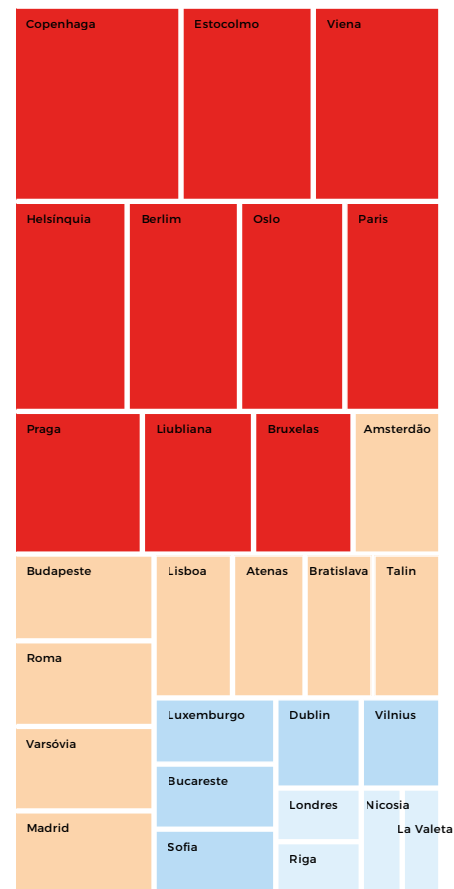 Copenhaga
Estocolmo
Viena
Helsínquia
Berlim
Oslo
Paris
Praga
Liubliana
Bruxelas
Amsterdão
Budapeste
Lisboa
Atenas
Bratislava
Talin
Roma
Varsóvia
Madrid
Luxemburgo
Dublin
Vilnius
Bucareste
Sofia
Londres
Nicosia
La Valeta
Riga